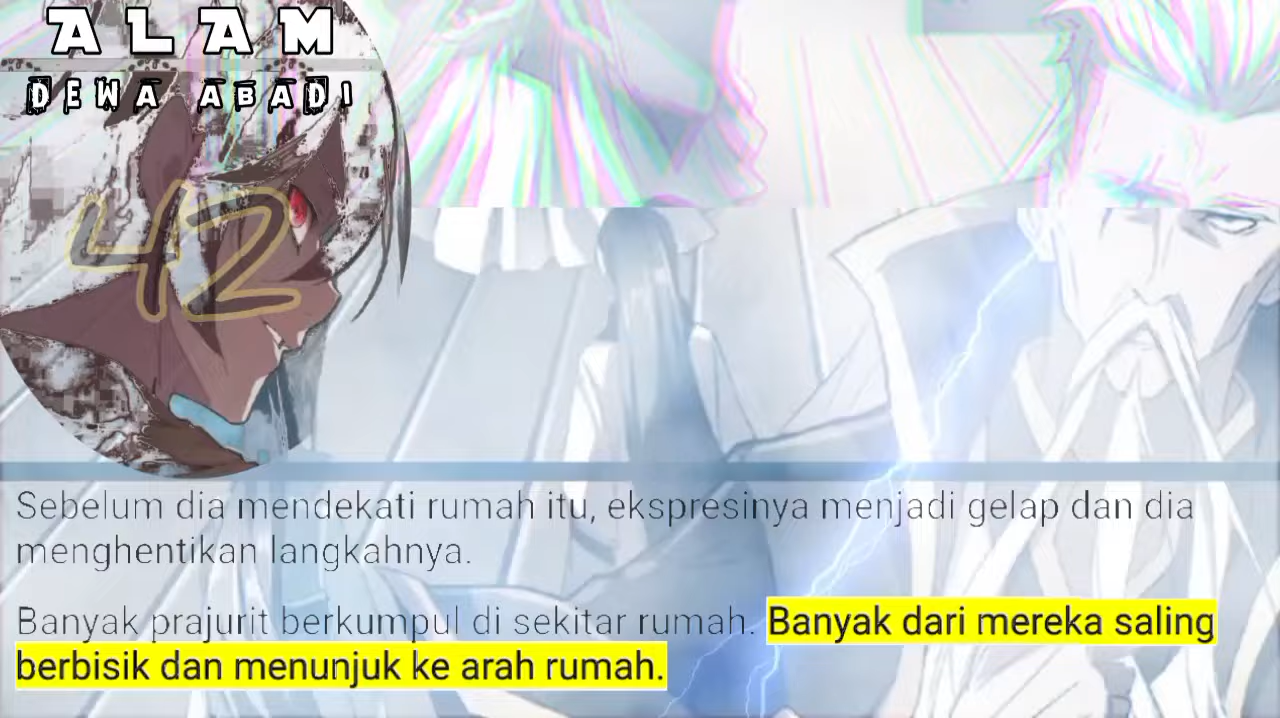 ALAM
DEWA ABADI
42
Sebelum dia mendekati rumah itu, ekspresinya menjadi gelap dan dia
menghentikan langkahnya.
Banyak prajurit berkumpul di sekitar rumah. Banyak dari mereka saling
berbisik dan menunjuk ke arah rumah.